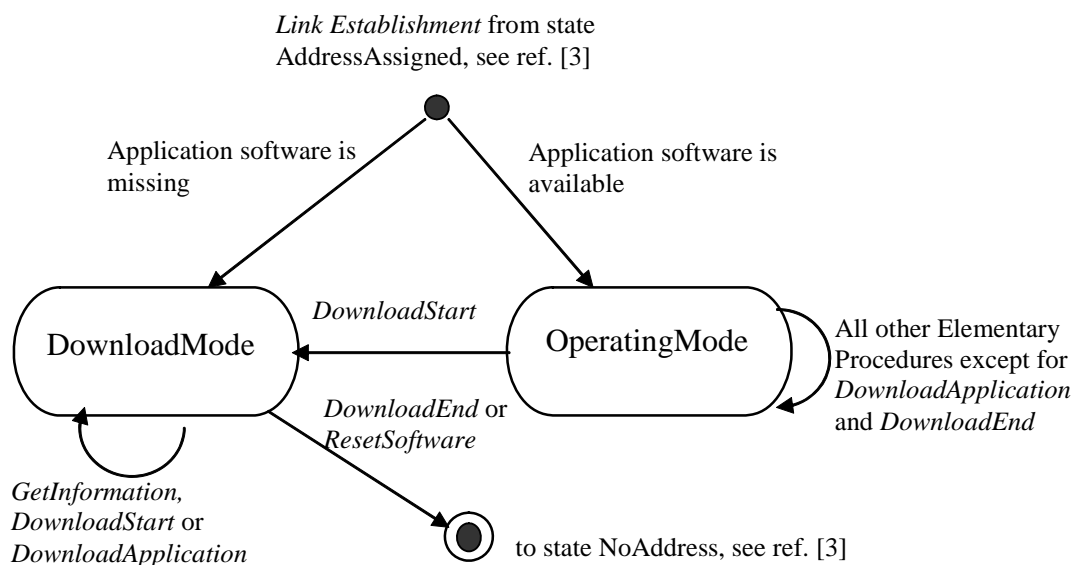 Link Establishment from state
AddressAssigned, see ref. [3]
Application software is
missing
Application software is
available
DownloadMode
DownloadStart
OperatingMode
All other Elementary
Procedures except for
DownloadApplication
and DownloadEnd
DownloadEnd or
ResetSoftware
GetInformation,
DownloadStart or
DownloadApplication
to state NoAddress, see ref. [3]